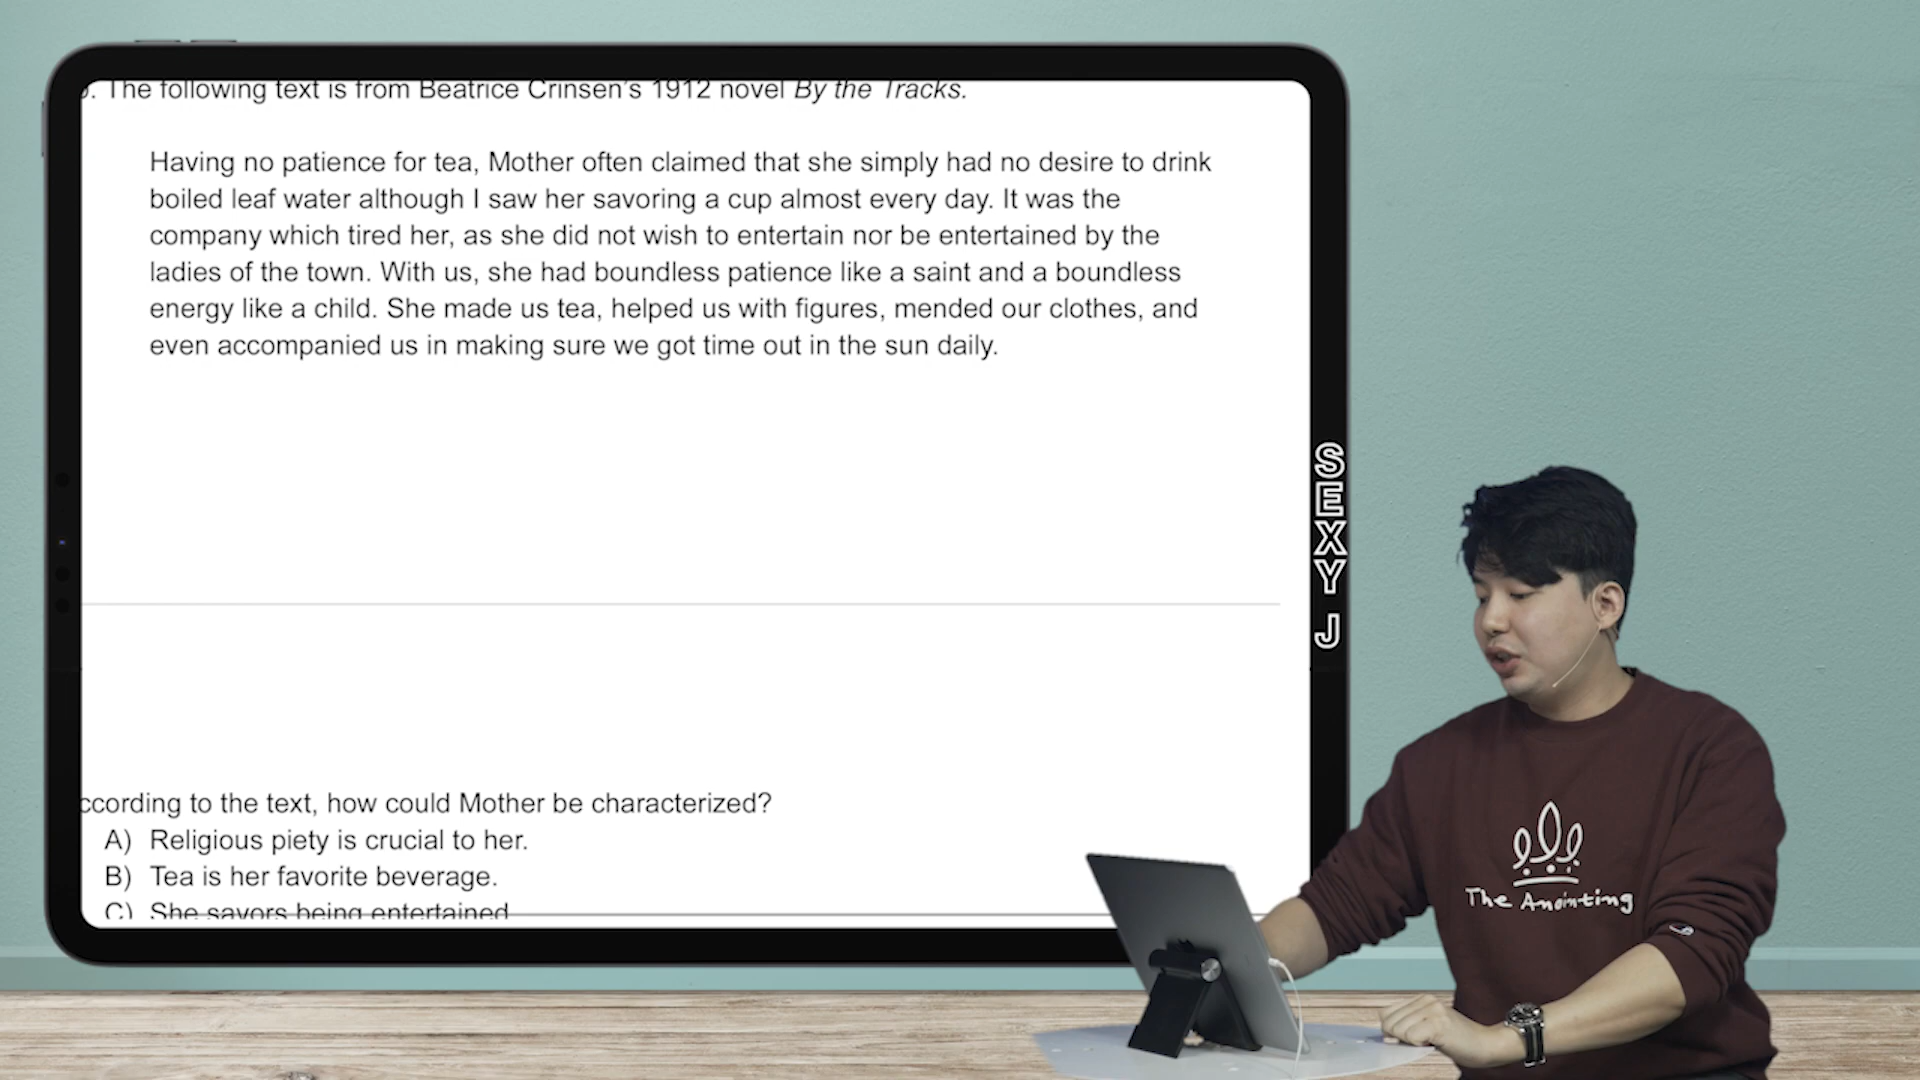 . The following text is from Beatrice Crinsen's 1912 novel By the Tracks.
Having no patience for tea, Mother often claimed that she simply had no desire to drink
boiled leaf water although I saw her savoring a cup almost every day. It was the
company which tired her, as she did not wish to entertain nor be entertained by the
ladies of the town. With us, she had boundless patience like a saint and a boundless
energy like a child. She made us tea, helped us with figures, mended our clothes, and
even accompanied us in making sure we got time out in the sun daily.
ccording to the text, how could Mother be characterized?
A) Religious piety is crucial to her.
B) Tea is her favorite beverage.
C) She savors being entertained
SEXY J
The Anointing